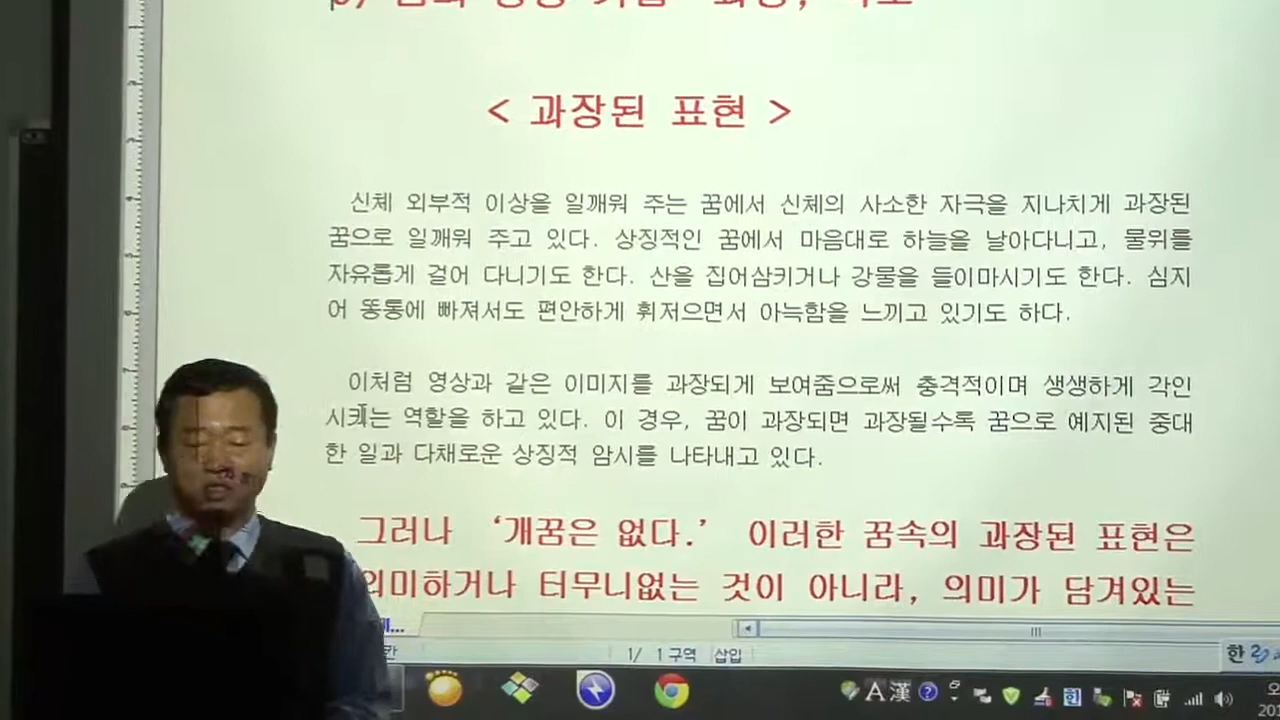 < 과장된 표현 >
신체 외부적 이상을 일깨워 주는 꿈에서 신체의 사소한 자극을 지나치게 과장된
꿈으로 일깨워 주고 있다. 상징적인 꿈에서 마음대로 하늘을 날아다니고, 물위를
자유롭게 걸어 다니기도 한다. 산을 집어삼키거나 강물을 들이마시기도 한다. 심지
어 똥통에 빠져서도 편안하게 휘저으면서 아늑함을 느끼고 있기도 하다.
이처럼 영상과 같은 이미지를 과장되게 보여줌으로써 충격적이며 생생하게 각인
시키는 역할을 하고 있다. 이 경우, 꿈이 과장되면 과장될수록 꿈으로 예지된 중대
한 일과 다채로운 상징적 암시를 나타내고 있다.
그러나 ‘개꿈은 없다.’ 이러한 꿈속의 과장된 표현은
의미하거나 터무니없는 것이 아니라, 의미가 담겨있는
1/ 1 구역 삽입
A 漢 한